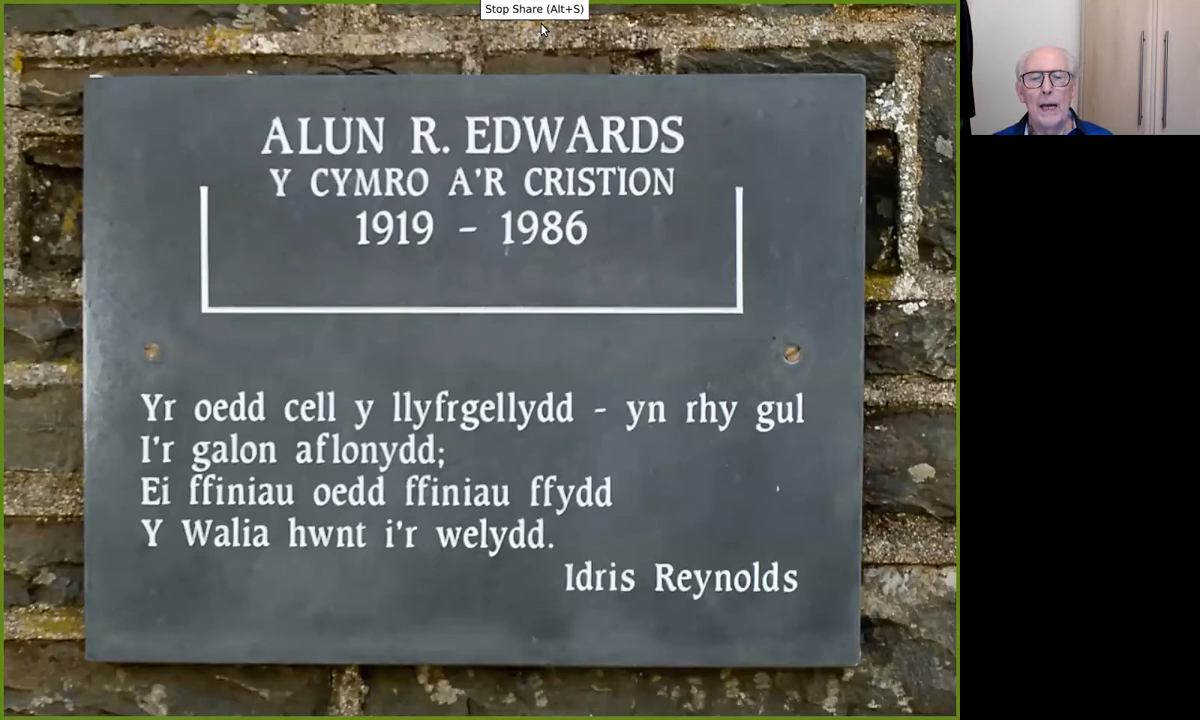 Stop Share (Alt+S)
ALUN R. EDWARDS
Y CYMRO A'R CRISTION
1919 – 1986
Yr oedd cell y llyfrgellydd – yn rhy gul
I'r galon aflonydd;
Ei ffiniau oedd ffiniau ffydd
Y Walia hwnt i'r welydd.
Idris Reynolds